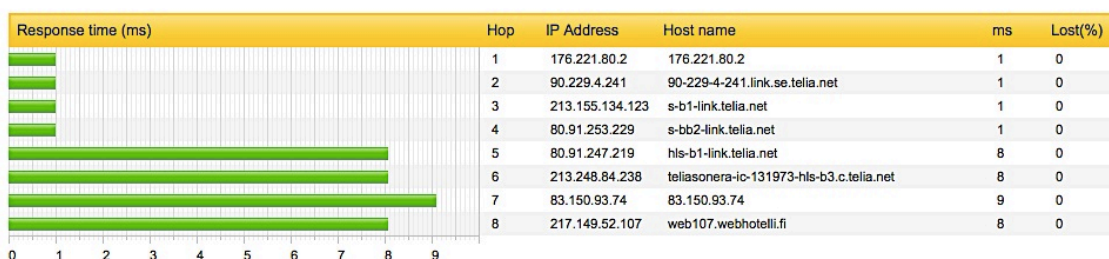 Response time (ms) Hop IP Address Host name ms Lost(%)
1 176.221.80.2 176.221.80.2 1 0
2 90.229.4.241 90-229-4-241.link.se.telia.net 1 0
3 213.155.134.123 s-b1-link.telia.net 1 0
4 80.91.253.229 s-bb2-link.telia.net 1 0
5 80.91.247.219 hls-b1-link.telia.net 8 0
6 213.248.84.238 teliasonera-ic-131973-hls-b3.c.telia.net 8 0
7 83.150.93.74 83.150.93.74 9 0
8 217.149.52.107 web107.webhotelli.fi 8 0
0 1 2 3 4 5 6 7 8 9